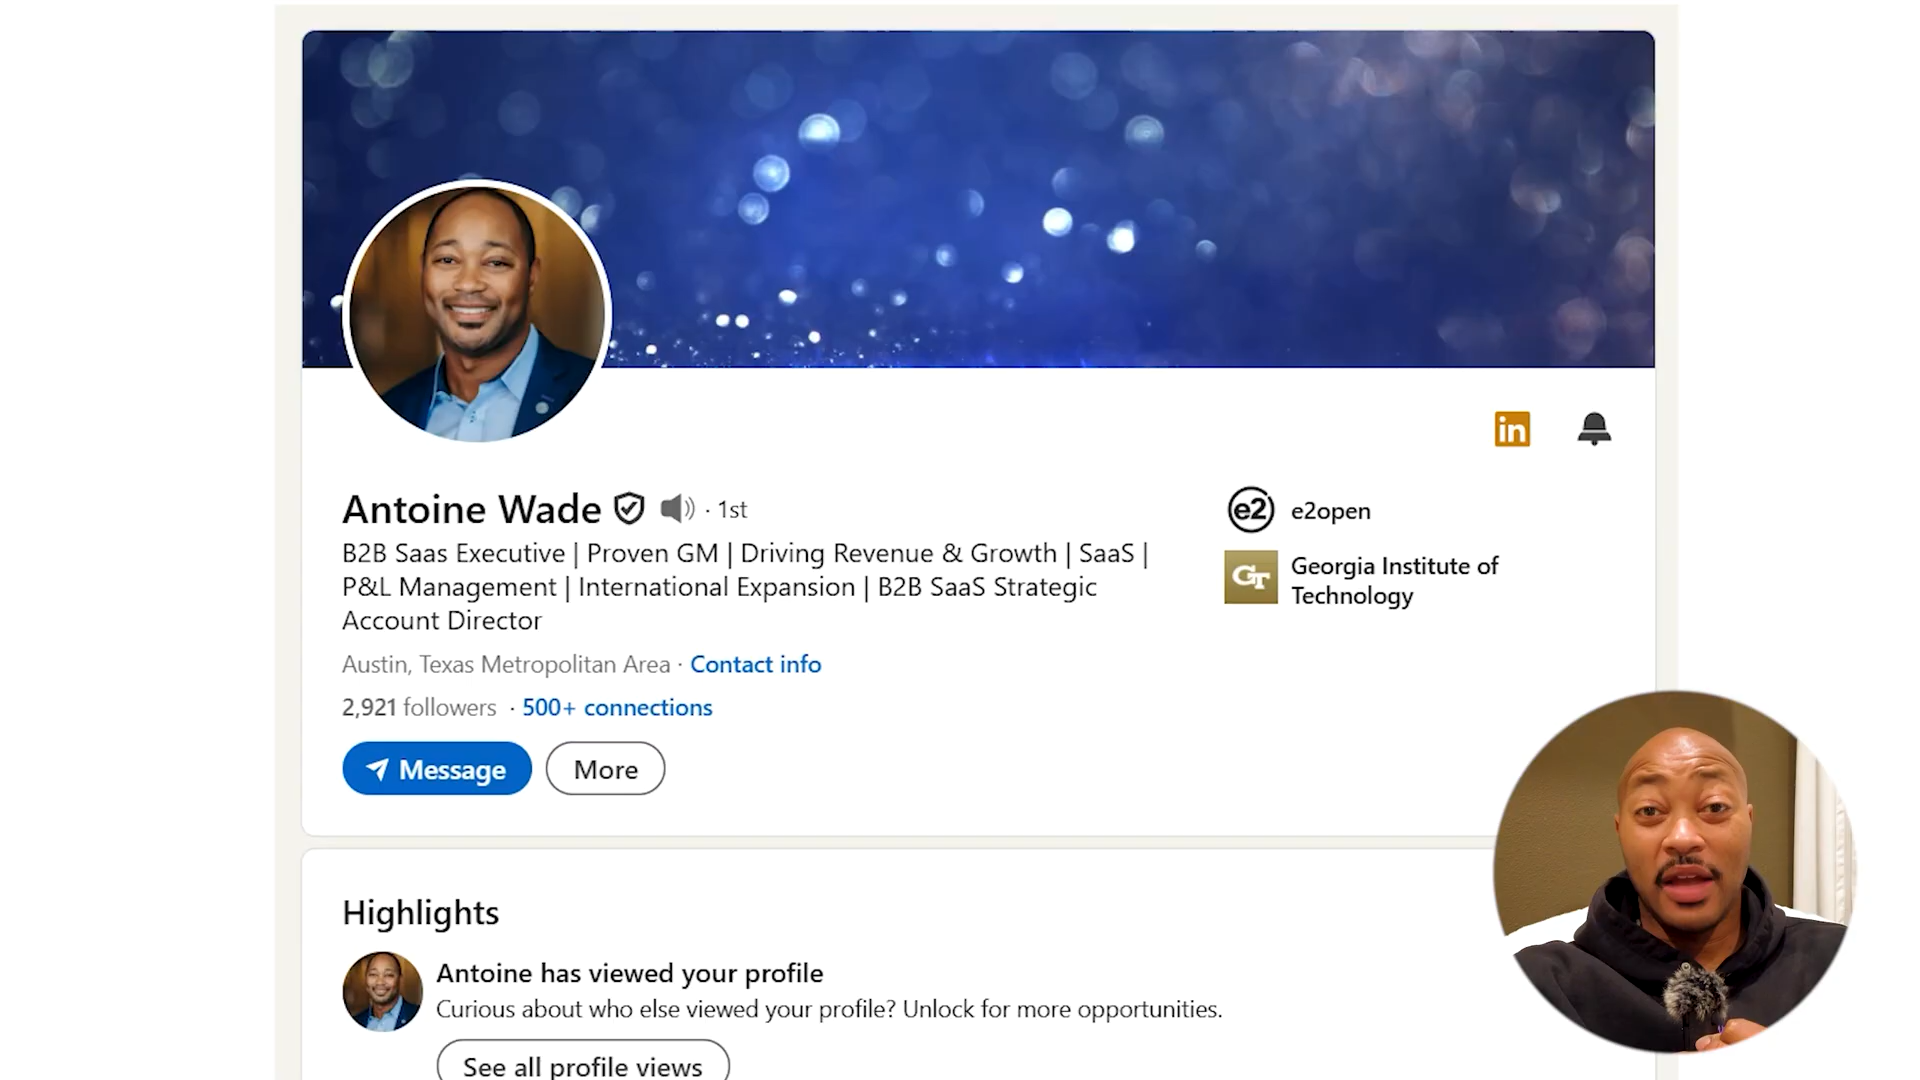 in
Antoine Wade · 1st
B2B Saas Executive | Proven GM | Driving Revenue & Growth | SaaS |
P&L Management | International Expansion | B2B SaaS Strategic
Account Director
Austin, Texas Metropolitan Area · Contact info
2,921 followers · 500+ connections
Message
More
e2 e2open
GT Georgia Institute of
Technology
Highlights
Antoine has viewed your profile
Curious about who else viewed your profile? Unlock for more opportunities.
See all profile views